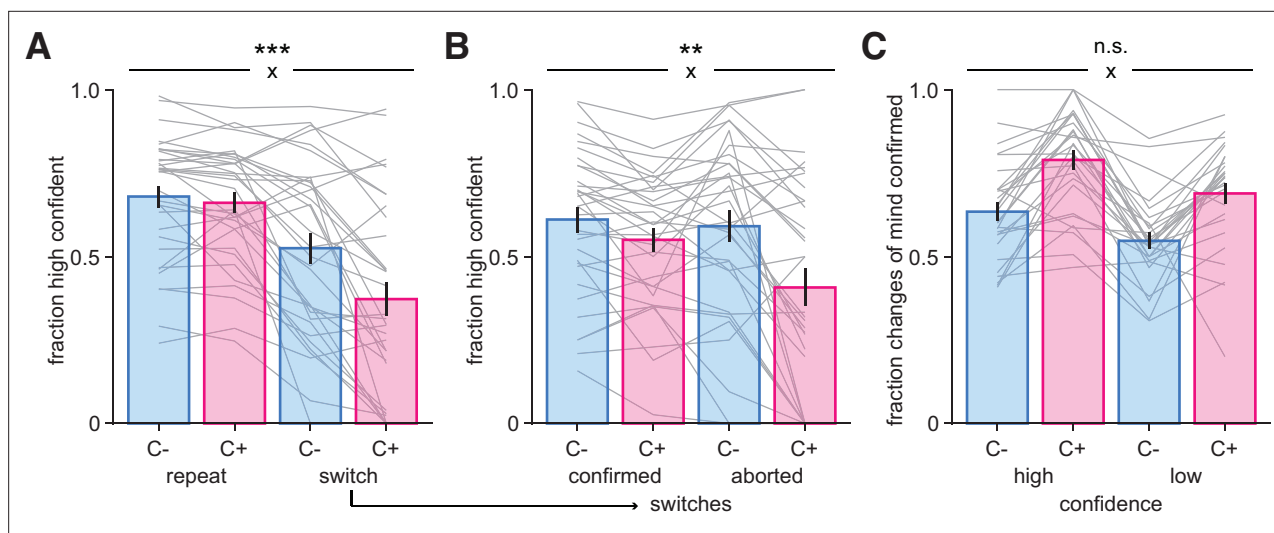 A
***
x
1.0
0.5
0
fraction high confident
C- C+ C- C+
repeat switch
B
**
x
1.0
0.5
0
fraction high confident
C- C+ C- C+
confirmed aborted
switches
C
n.s.
x
1.0
0.5
0
fraction changes of mind confirmed
C- C+ C- C+
high low
confidence